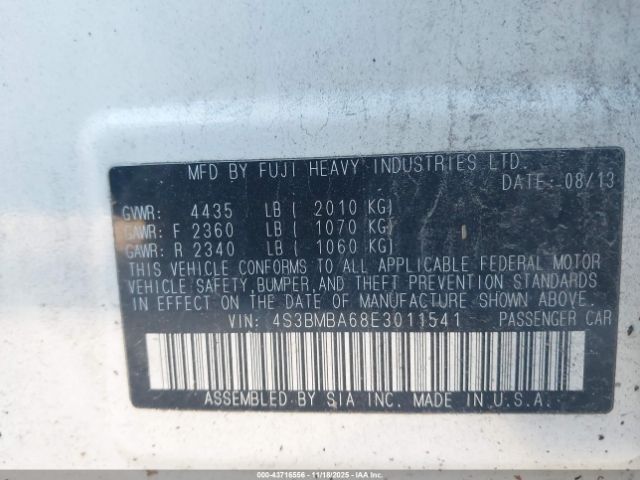 MFD BY FUJI HEAVY INDUSTRIES LTD.
DATE: 08/13
GVWR: 4435 LB ( 2010 KG)
GAWR: F 2360 LB ( 1070 KG)
GAWR: R 2340 LB ( 1060 KG)
THIS VEHICLE CONFORMS TO ALL APPLICABLE FEDERAL MOTOR
VEHICLE SAFETY, BUMPER, AND THEFT PREVENTION STANDARDS
IN EFFECT ON THE DATE OF MANUFACTURE SHOWN ABOVE.
VIN: 4S3BMBA68E3011541 PASSENGER CAR
ASSEMBLED BY SIA INC. MADE IN U.S.A.
000-43716556 - 11/18/2025 - IAAI.com